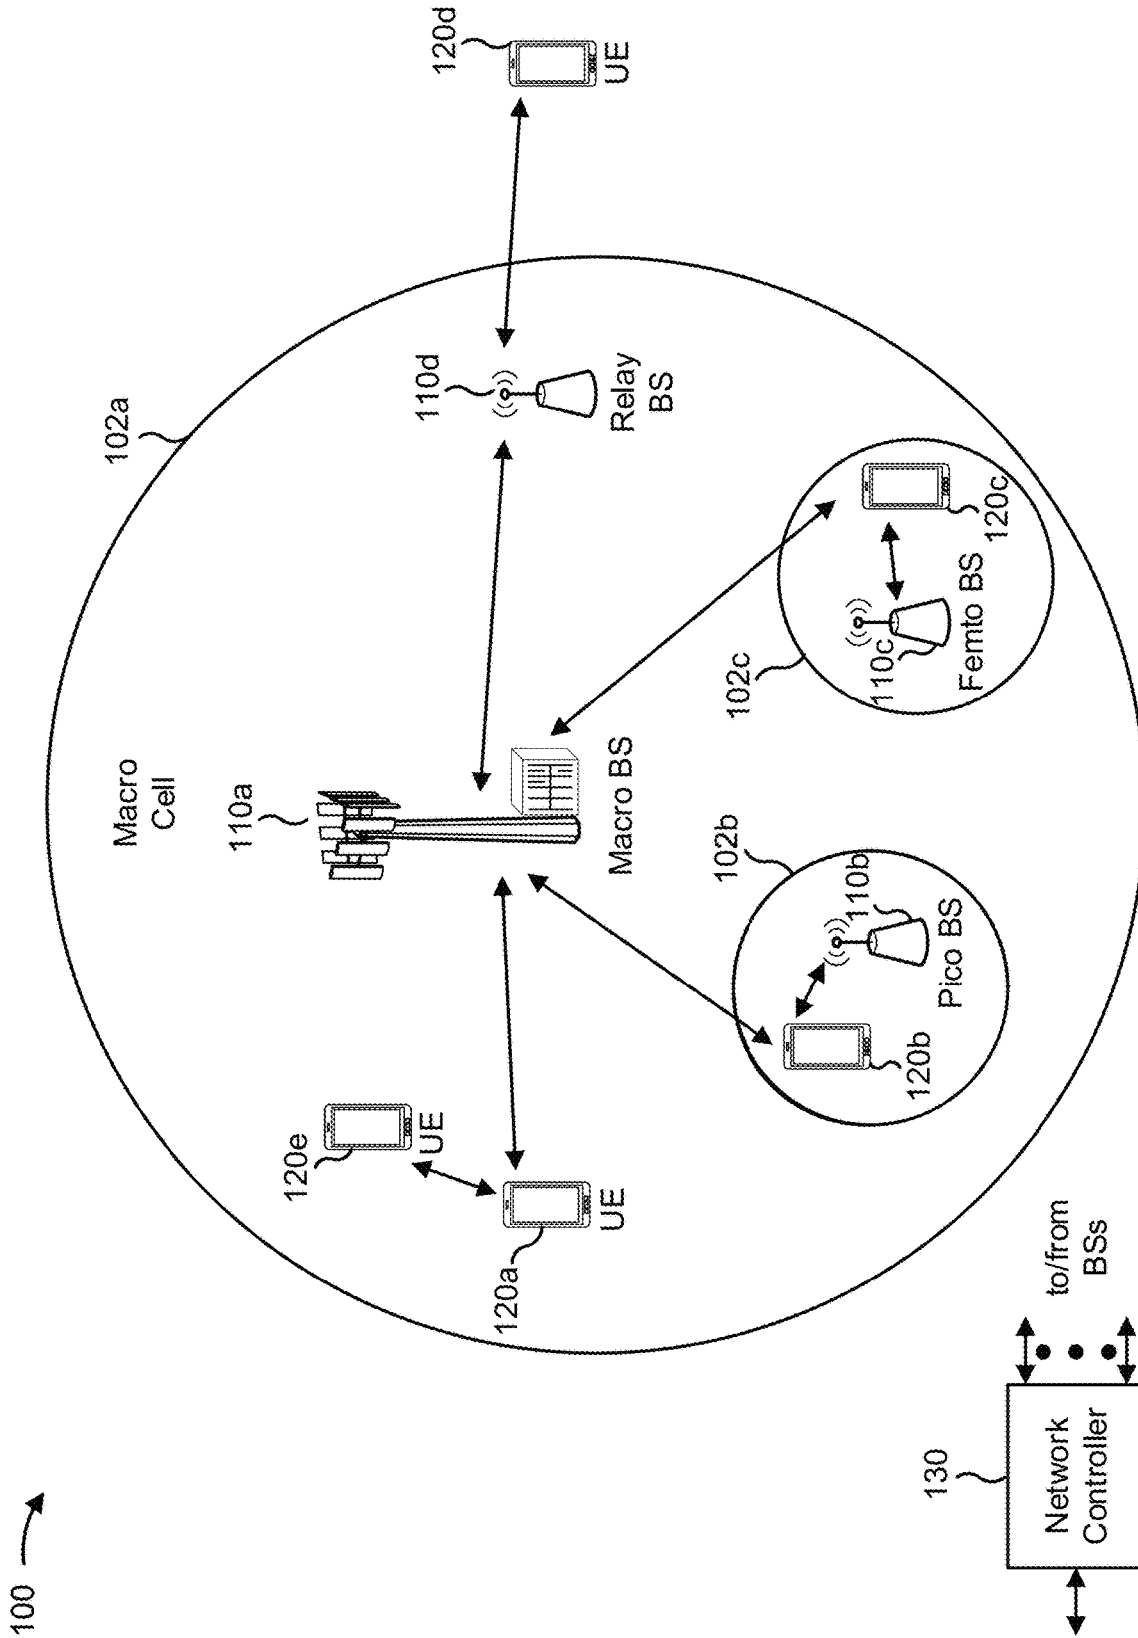 100
102a
Macro
Cell
110a
120d
UE
120e
UE
110d
Relay
BS
120a
UE
Macro BS
102b
102c
110b
Pico BS
120b
110c
Femto BS
120c
130
Network
Controller
to/from
BSs